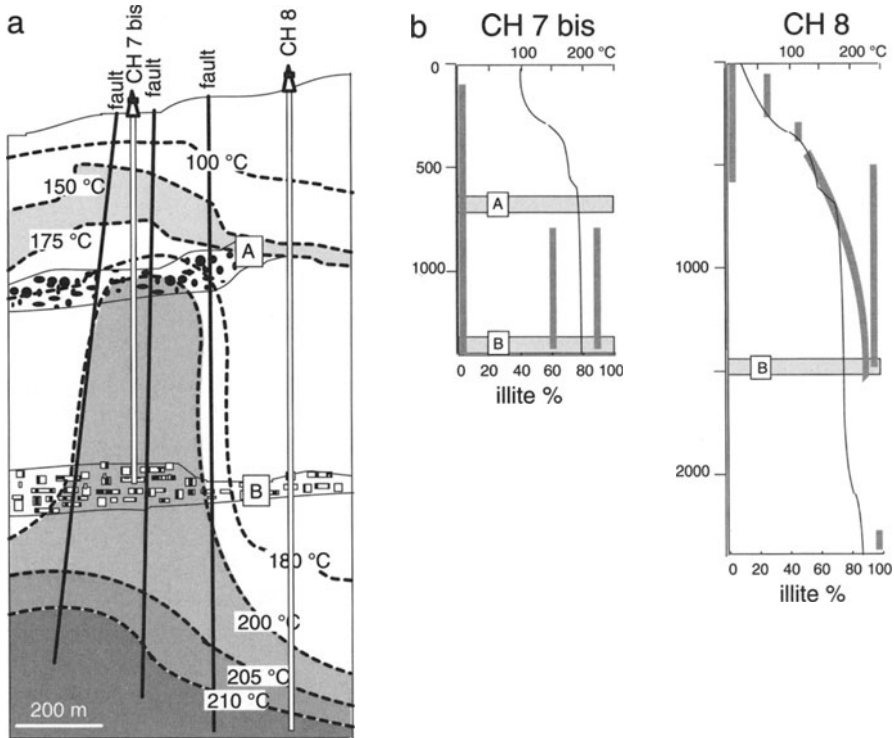 a
fault
CH 7 bis
fault
fault
CH 8
100 °C
150 °C
175 °C
A
B
180 °C
200 °C
205 °C
210 °C
200 m
b
CH 7 bis
100 200 °C
0
500
1000
A
B
0 20 40 60 80 100
illite %
CH 8
100 200 °C
0
1000
2000
B
0 20 40 60 80 100
illite %